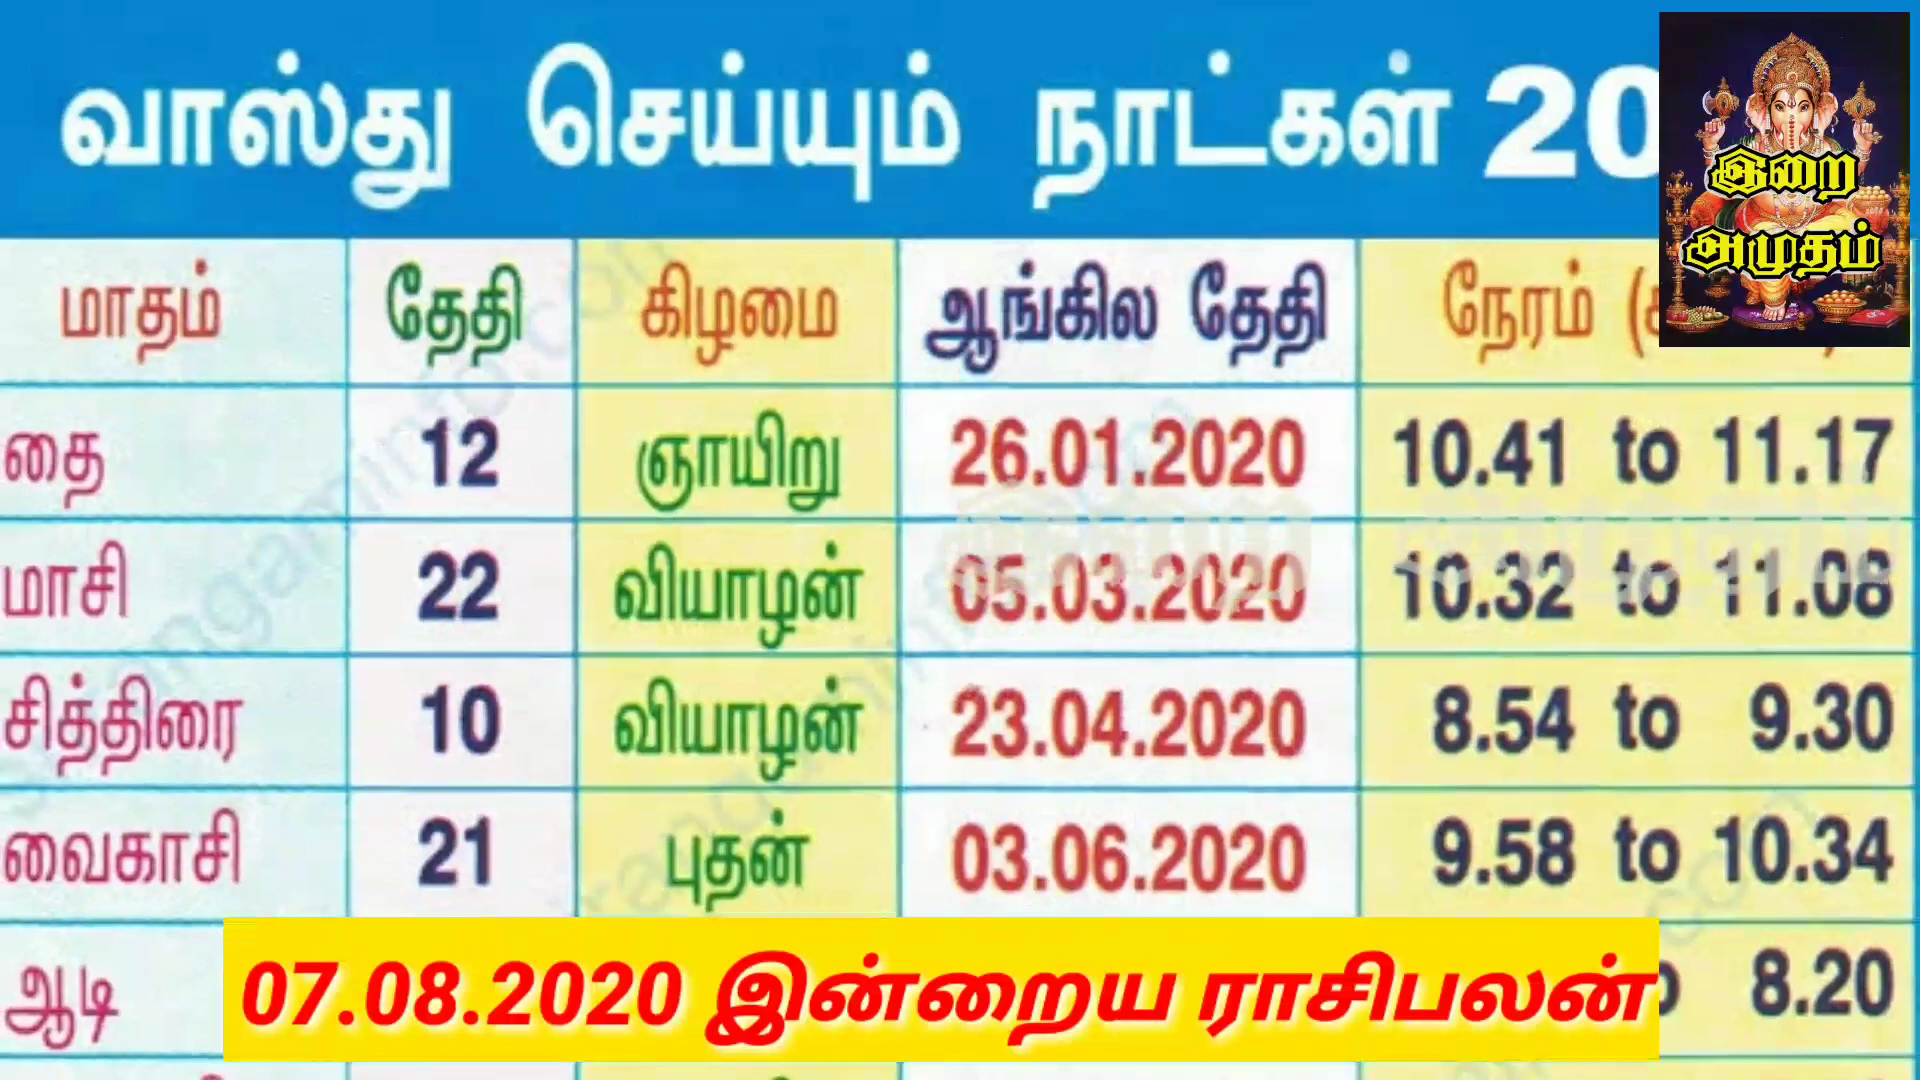 வாஸ்து செய்யும் நாட்கள் 20
இறை
அமுதம்
மாதம் தேதி கிழமை ஆங்கில தேதி நேரம்
தை 12 ஞாயிறு 26.01.2020 10.41 to 11.17
மாசி 22 வியாழன் 05.03.2020 10.32 to 11.08
சித்திரை 10 வியாழன் 23.04.2020 8.54 to 9.30
வைகாசி 21 புதன் 03.06.2020 9.58 to 10.34
ஆடி 8.20
07.08.2020 இன்றைய ராசிபலன்